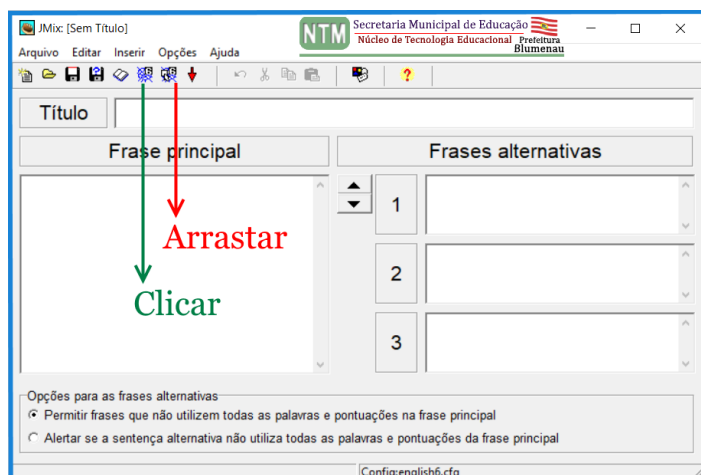 JMix: [Sem Título]
NTM Secretaria Municipal de Educação
Núcleo de Tecnologia Educacional Prefeitura
Blumenau
Arquivo Editar Inserir Opções Ajuda
Título
Frase principal Frases alternativas
1
Arrastar
2
Clicar
3
Opções para as frases alternativas
Permitir frases que não utilizem todas as palavras e pontuações na frase principal
Alertar se a sentença alternativa não utiliza todas as palavras e pontuações da frase principal
Config:english6.cfg